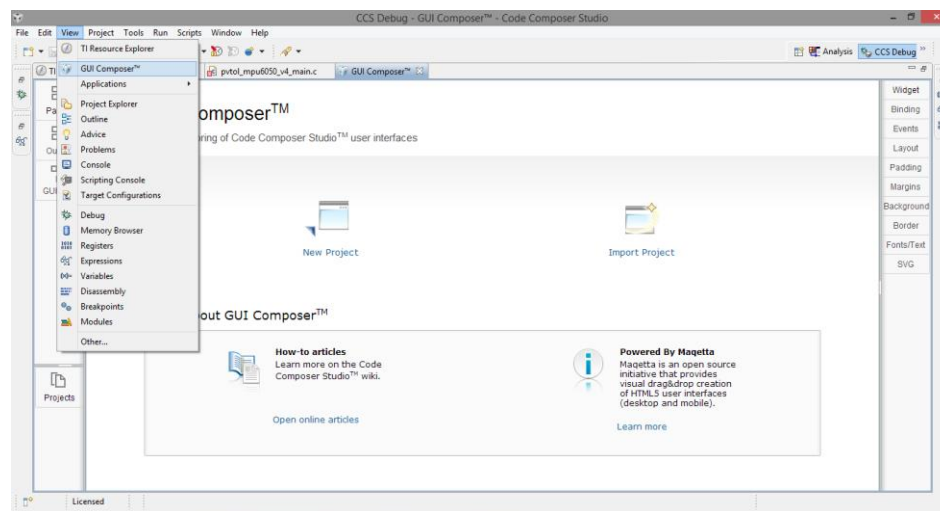 CCS Debug - GUI Composer™ - Code Composer Studio
File Edit View Project Tools Run Scripts Window Help
Analysis CCS Debug
TI Resource Explorer
GUI Composer™
Applications
Project Explorer
Outline
Advice
Problems
Console
Scripting Console
Target Configurations
Debug
Memory Browser
Registers
Expressions
Variables
Disassembly
Breakpoints
Modules
Other...
TI
pvtol_mpu6050_v4_main.c
GUI Composer™
Pa
Ou
GUI
Projects
omposer™
ring of Code Composer Studio™ user interfaces
New Project
Import Project
out GUI Composer™
How-to articles
Learn more on the Code
Composer Studio™ wiki.
Open online articles
Powered By Maqetta
Maqetta is an open source
initiative that provides
visual drag&drop creation
of HTML5 user interfaces
(desktop and mobile).
Learn more
Widget
Binding
Events
Layout
Padding
Margins
Background
Border
Fonts/Text
SVG
Licensed